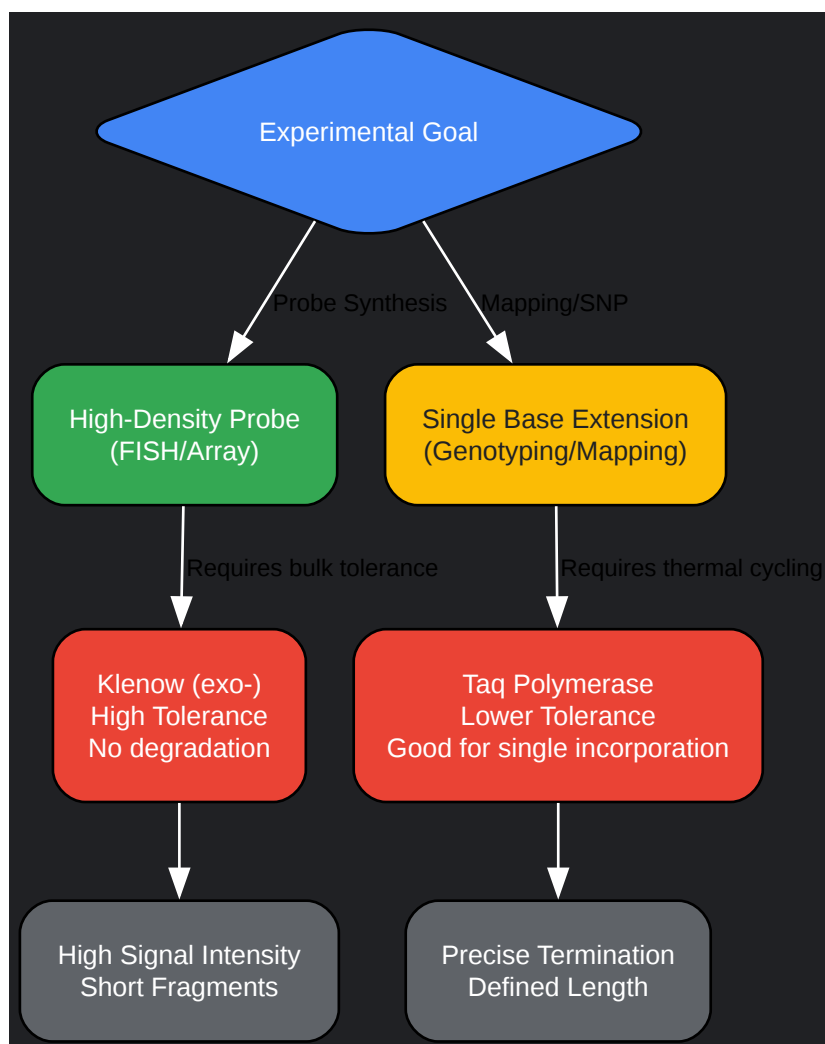 Experimental Goal
Probe Synthesis
Mapping/SNP
High-Density Probe
(FISH/Array)
Single Base Extension
(Genotyping/Mapping)
Requires bulk tolerance
Requires thermal cycling
Klenow (exo-)
High Tolerance
No degradation
Taq Polymerase
Lower Tolerance
Good for single incorporation
High Signal Intensity
Short Fragments
Precise Termination
Defined Length